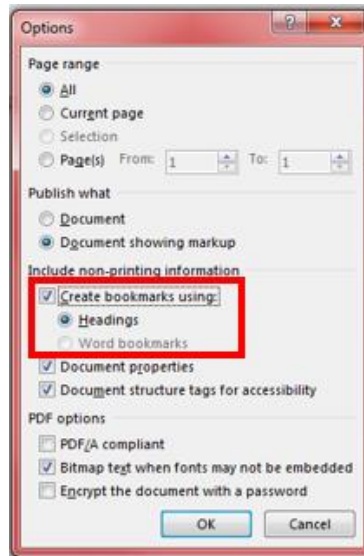 Options
Page range
All
Current page
Selection
Page(s) From: 1 To: 1
Publish what
Document
Document showing markup
Include non-printing information
Create bookmarks using:
Headings
Word bookmarks
Document properties
Document structure tags for accessibility
PDF options
PDF/A compliant
Bitmap text when fonts may not be embedded
Encrypt the document with a password
OK Cancel